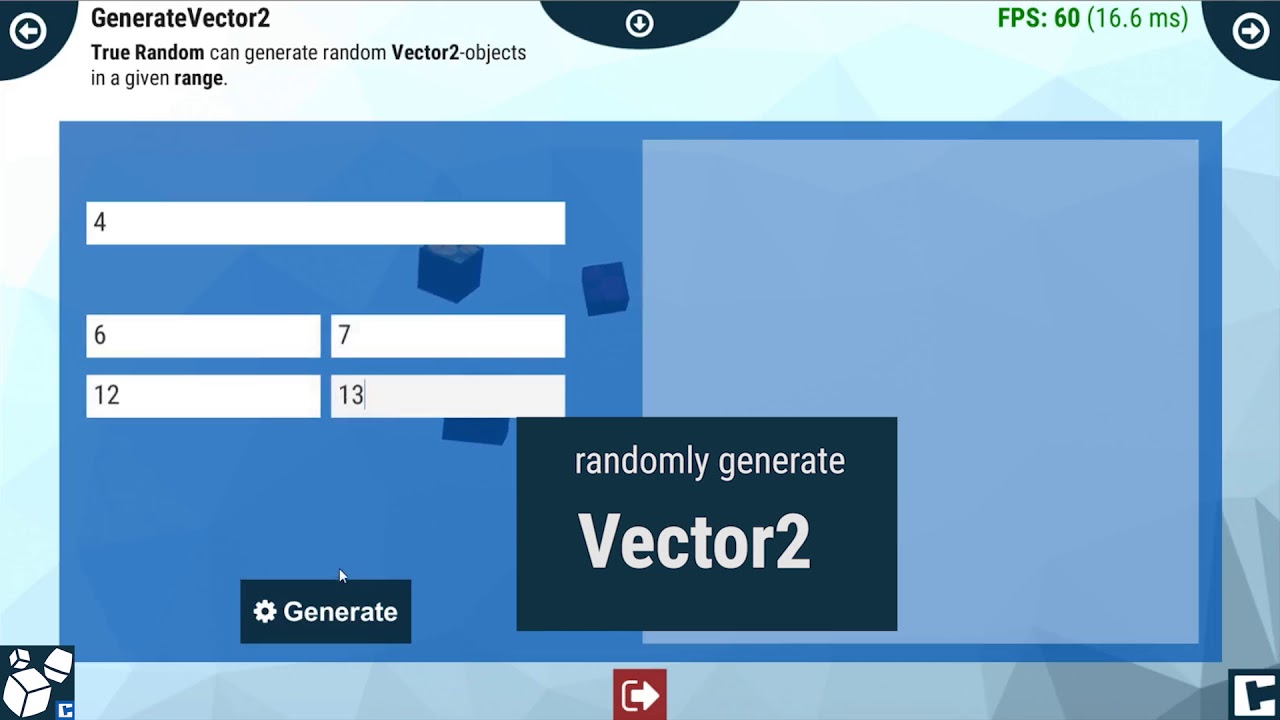 GenerateVector2
FPS: 60 (16.6 ms)
True Random can generate random Vector2-objects
in a given range.
4
6
7
12
13
randomly generate
Vector2
Generate